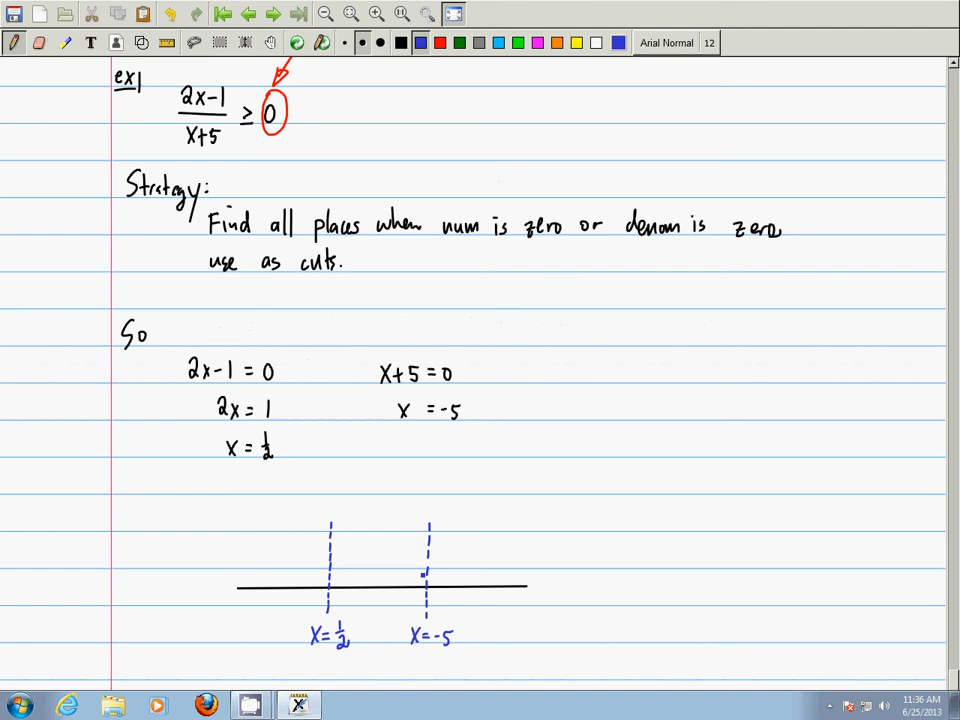 Arial Normal 12
ex1
2x-1
x+5
≥ 0
Strategy:
Find all places when num is zero or denom is zero
use as cuts.
So
2x-1 = 0 x+5 = 0
2x = 1 x = -5
x = 1/2
x = 1/2 x = -5
11:36 AM
6/25/2013